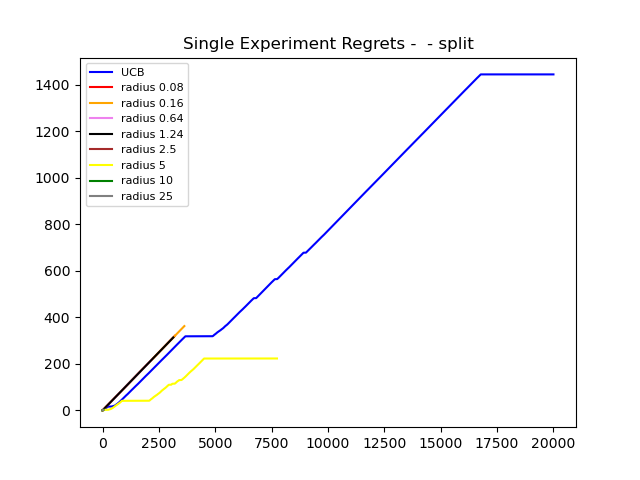 Single Experiment Regrets -  - split
UCB
radius 0.08
radius 0.16
radius 0.64
radius 1.24
radius 2.5
radius 5
radius 10
radius 25
1400
1200
1000
800
600
400
200
0
0 2500 5000 7500 10000 12500 15000 17500 20000